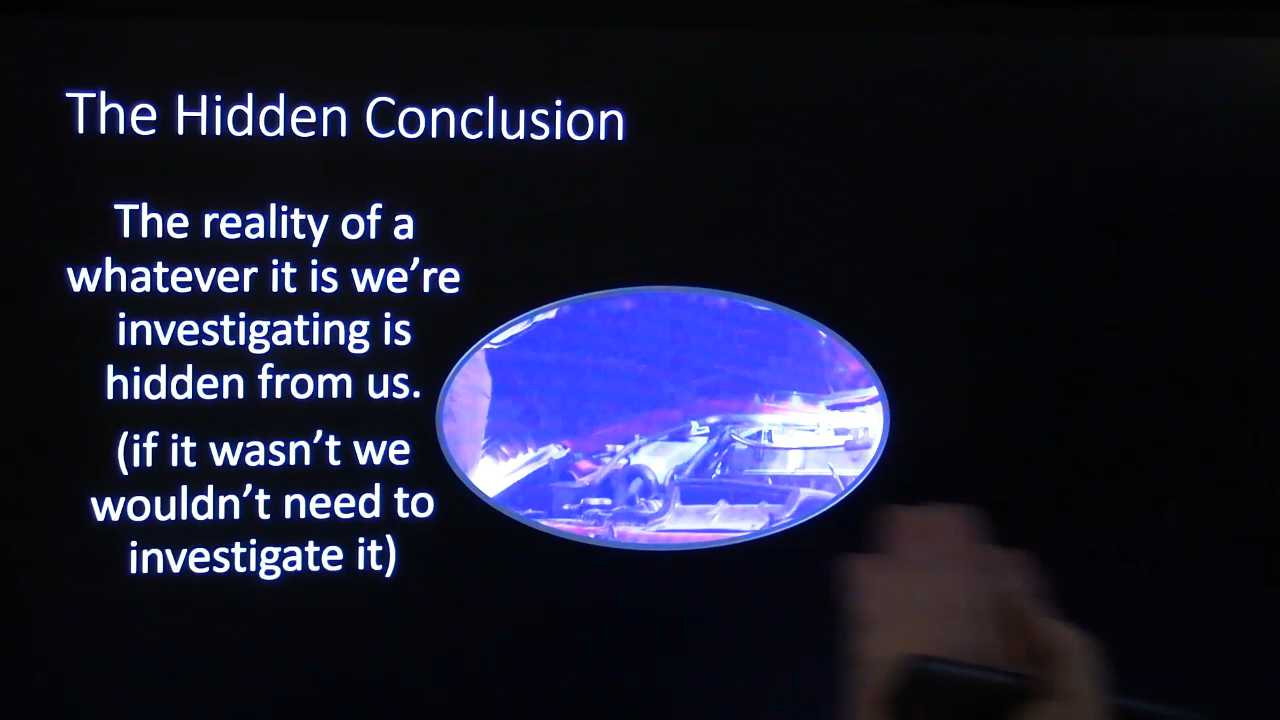 The Hidden Conclusion
The reality of a
whatever it is we’re
investigating is
hidden from us.
(if it wasn’t we
wouldn’t need to
investigate it)